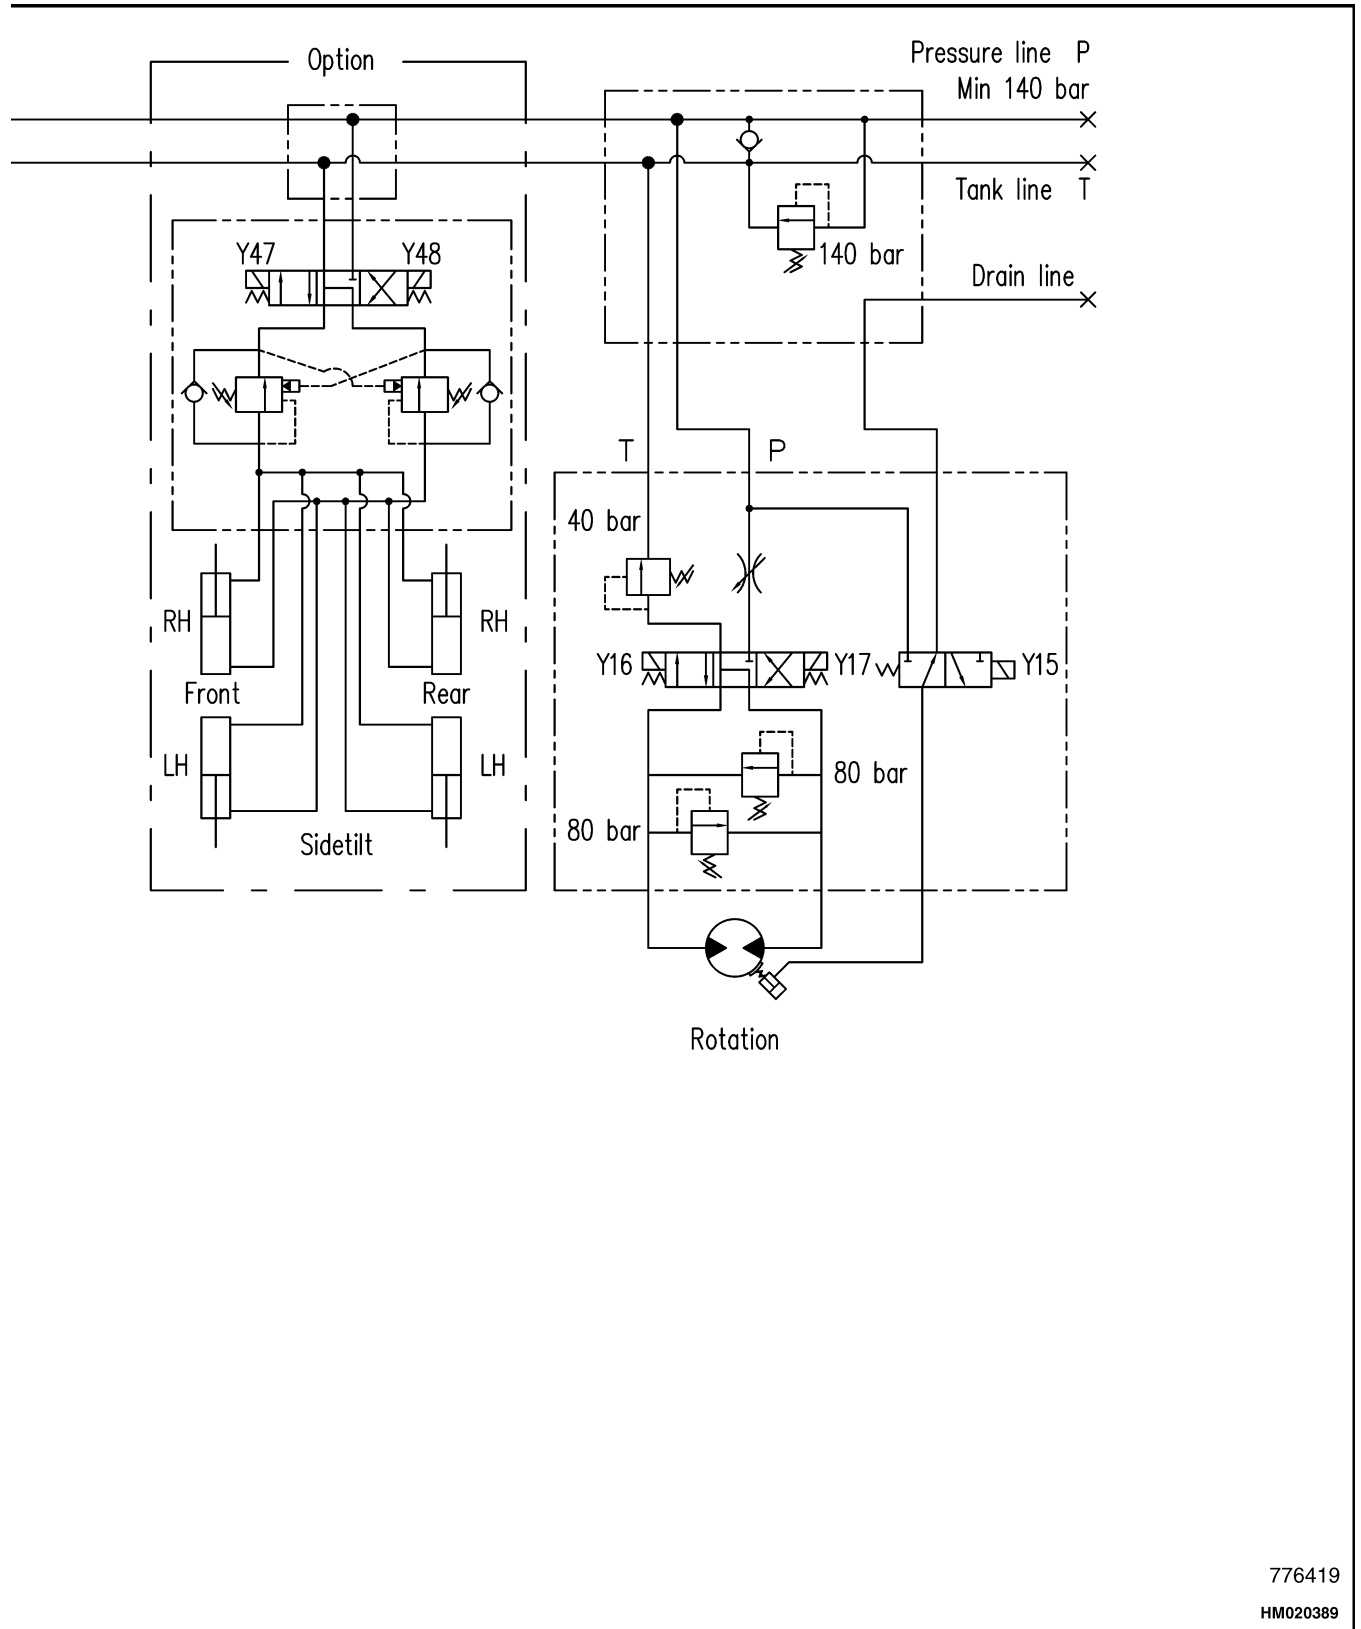 Option
Pressure line P
Min 140 bar
Tank line T
Y47
Y48
140 bar
Drain line
T
P
40 bar
RH
RH
Y16
Y17
Y15
Front
Rear
LH
LH
80 bar
80 bar
Sidetilt
Rotation
776419
HM020389